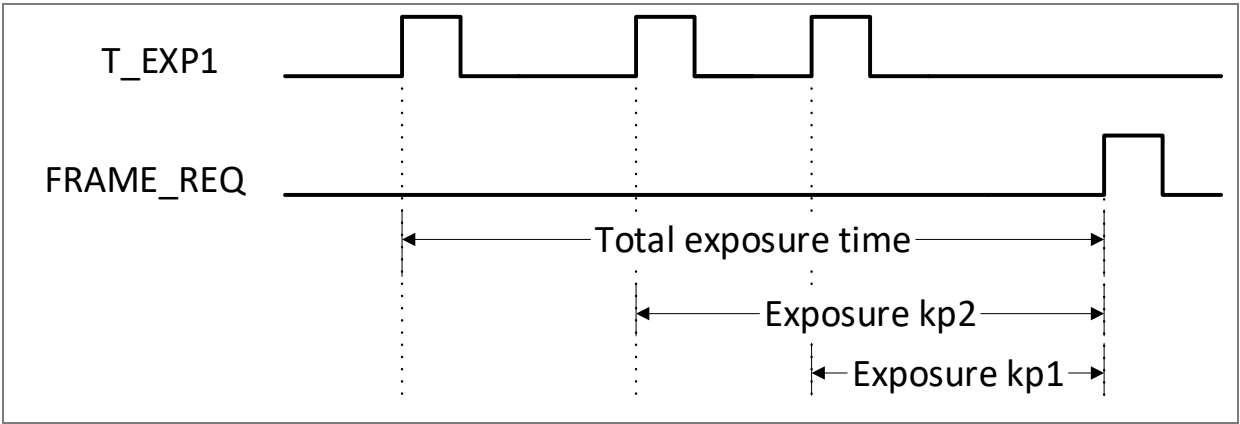 T_EXP1
FRAME_REQ
Total exposure time
Exposure kp2
Exposure kp1